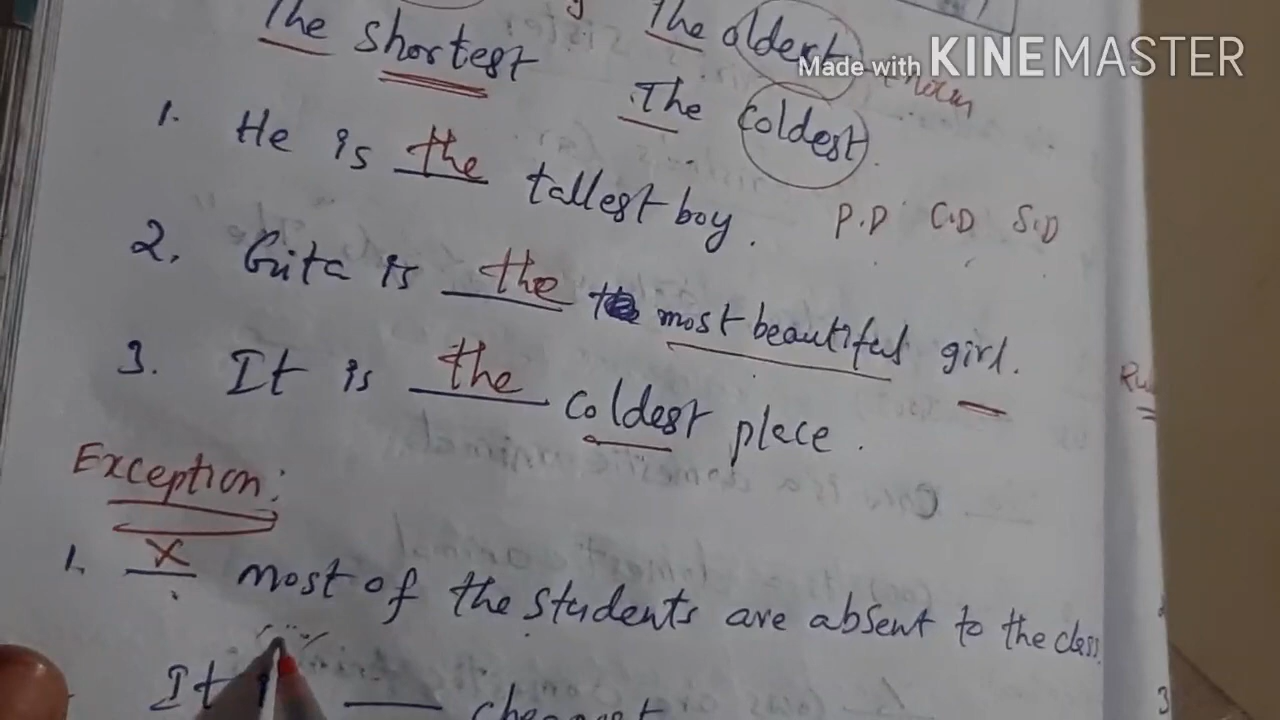 The shortest
The oldest
Made with KINEMASTER
The coldest.
1. He is the tallest boy.
P.D C.D S.D
2. Gita is the most beautiful girl.
3. It is the coldest place.
Exception:
1. X most of the students are absent to the class.
It